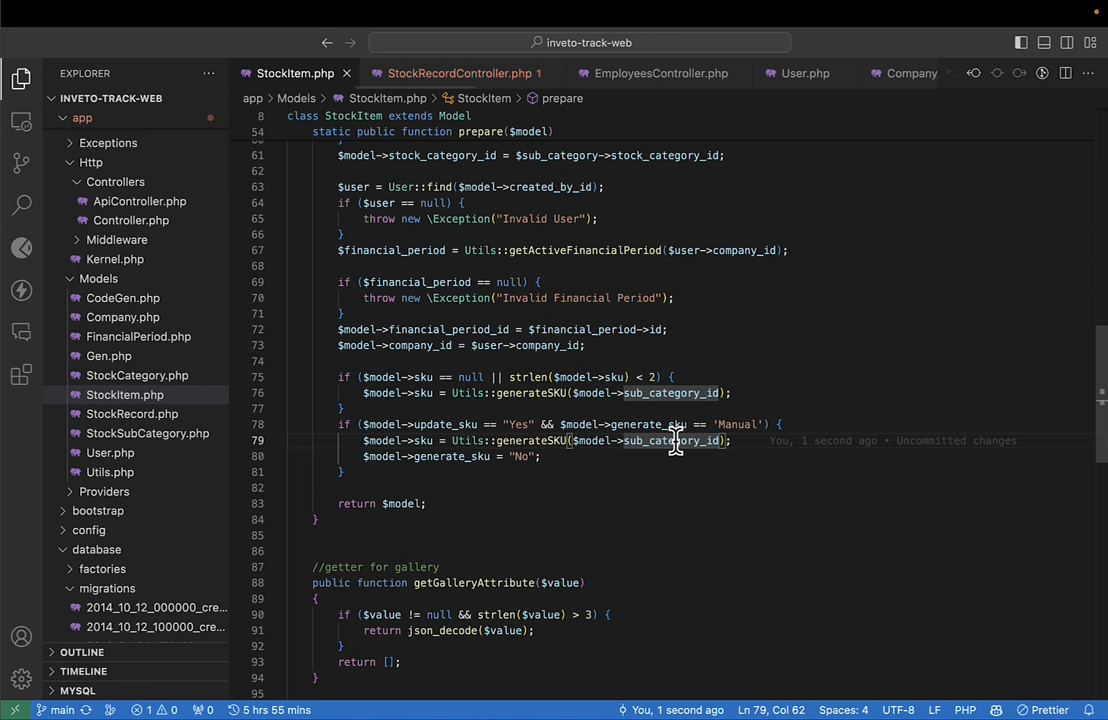 inveto-track-web
EXPLORER
StockItem.php
StockRecordController.php 1
EmployeesController.php
User.php
Company
app > Models > StockItem.php > StockItem > prepare
INVETO-TRACK-WEB
app
Exceptions
Http
Controllers
ApiController.php
Controller.php
Middleware
Kernel.php
Models
CodeGen.php
Company.php
FinancialPeriod.php
Gen.php
StockCategory.php
StockItem.php
StockRecord.php
StockSubCategory.php
User.php
Utils.php
Providers
bootstrap
config
database
factories
migrations
2014_10_12_000000_cre...
2014_10_12_100000_cre...
OUTLINE
TIMELINE
MYSQL
8 class StockItem extends Model
54 static public function prepare($model)
61 $model->stock_category_id = $sub_category->stock_category_id;
62
63 $user = User::find($model->created_by_id);
64 if ($user == null) {
65 throw new \Exception("Invalid User");
66 }
67 $financial_period = Utils::getActiveFinancialPeriod($user->company_id);
68
69 if ($financial_period == null) {
70 throw new \Exception("Invalid Financial Period");
71 }
72 $model->financial_period_id = $financial_period->id;
73 $model->company_id = $user->company_id;
74
75 if ($model->sku == null || strlen($model->sku) < 2) {
76 $model->sku = Utils::generateSKU($model->sub_category_id);
77 }
78 if ($model->update_sku == "Yes" && $model->generate_sku == 'Manual') {
79 $model->sku = Utils::generateSKU($model->sub_category_id); You, 1 second ago • Uncommitted changes
80 $model->generate_sku = "No";
81 }
82
83 return $model;
84 }
85
86
87 //getter for gallery
88 public function getGalleryAttribute($value)
89 {
90 if ($value != null && strlen($value) > 3) {
91 return json_decode($value);
92 }
93 return [];
94 }
95
main
1 0
0
5 hrs 55 mins
You, 1 second ago
Ln 79, Col 62
Spaces: 4
UTF-8
LF
PHP
Prettier